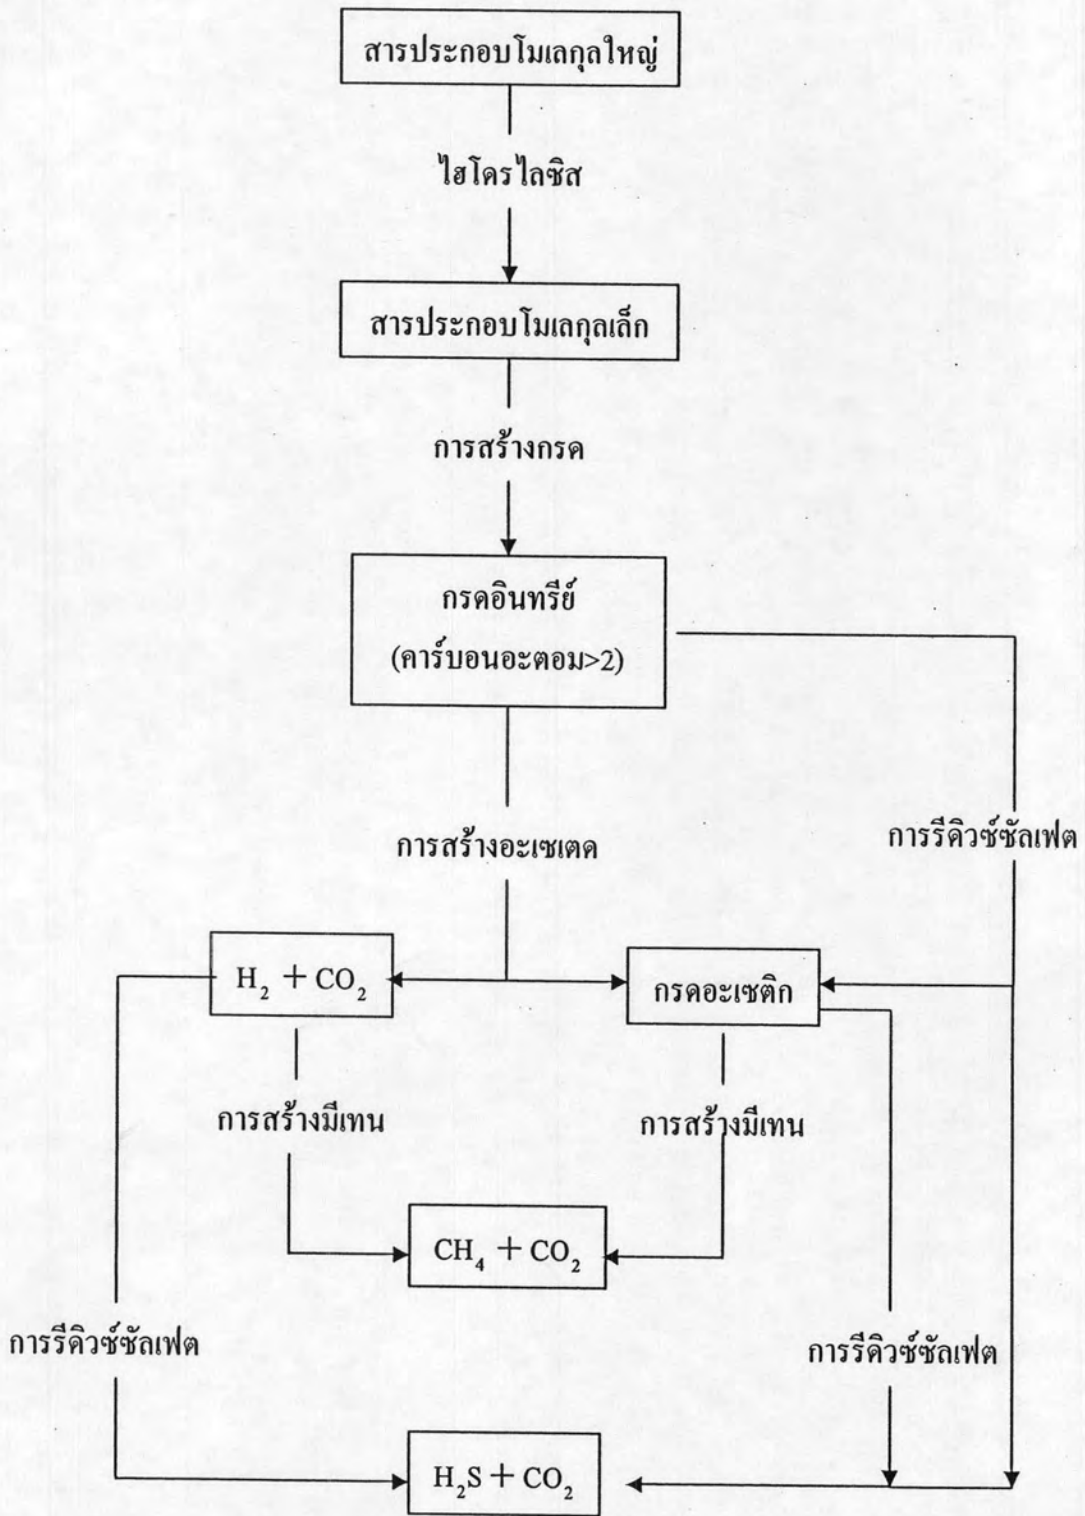 สารประกอบโมเลกุลใหญ่
ไฮโดรไลซิส
สารประกอบโมเลกุลเล็ก
การสร้างกรด
กรดอินทรีย์
(คาร์บอนอะตอม>2)
การสร้างอะเซเตด
การรีดิวซ์ซัลเฟต
H₂ + CO₂
กรดอะเซติก
การสร้างมีเทน
การสร้างมีเทน
CH₄ + CO₂
การรีดิวซ์ซัลเฟต
การรีดิวซ์ซัลเฟต
H₂S + CO₂